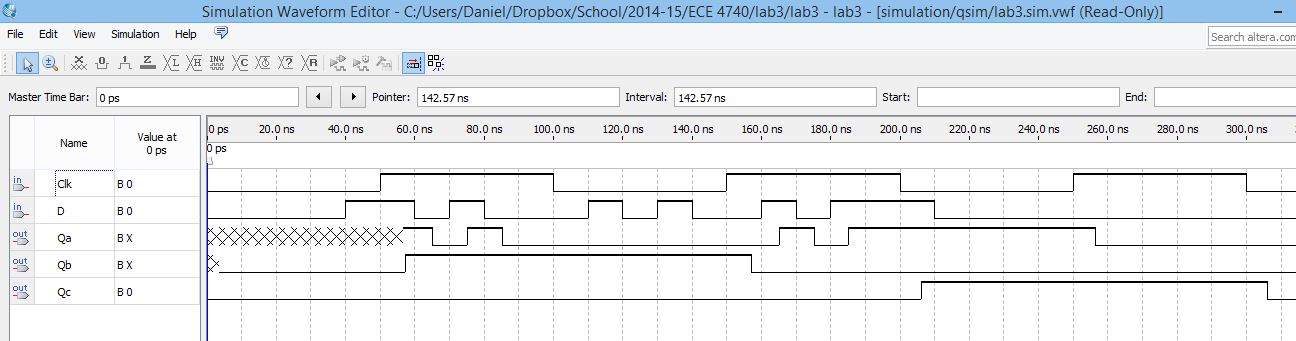 Simulation Waveform Editor - C:/Users/Daniel/Dropbox/School/2014-15/ECE 4740/lab3/lab3 - lab3 - [simulation/qsim/lab3.sim.vwf (Read-Only)]
File Edit View Simulation Help
Search altera.com
0 1 Z L H INV C ? R
Master Time Bar: 0 ps Pointer: 142.57 ns Interval: 142.57 ns Start: End:
Name Value at 0 ps 0 ps 20.0 ns 40.0 ns 60.0 ns 80.0 ns 100.0 ns 120.0 ns 140.0 ns 160.0 ns 180.0 ns 200.0 ns 220.0 ns 240.0 ns 260.0 ns 280.0 ns 300.0 ns
0 ps
in Clk B 0
in D B 0
out Qa B X
out Qb B X
out Qc B 0